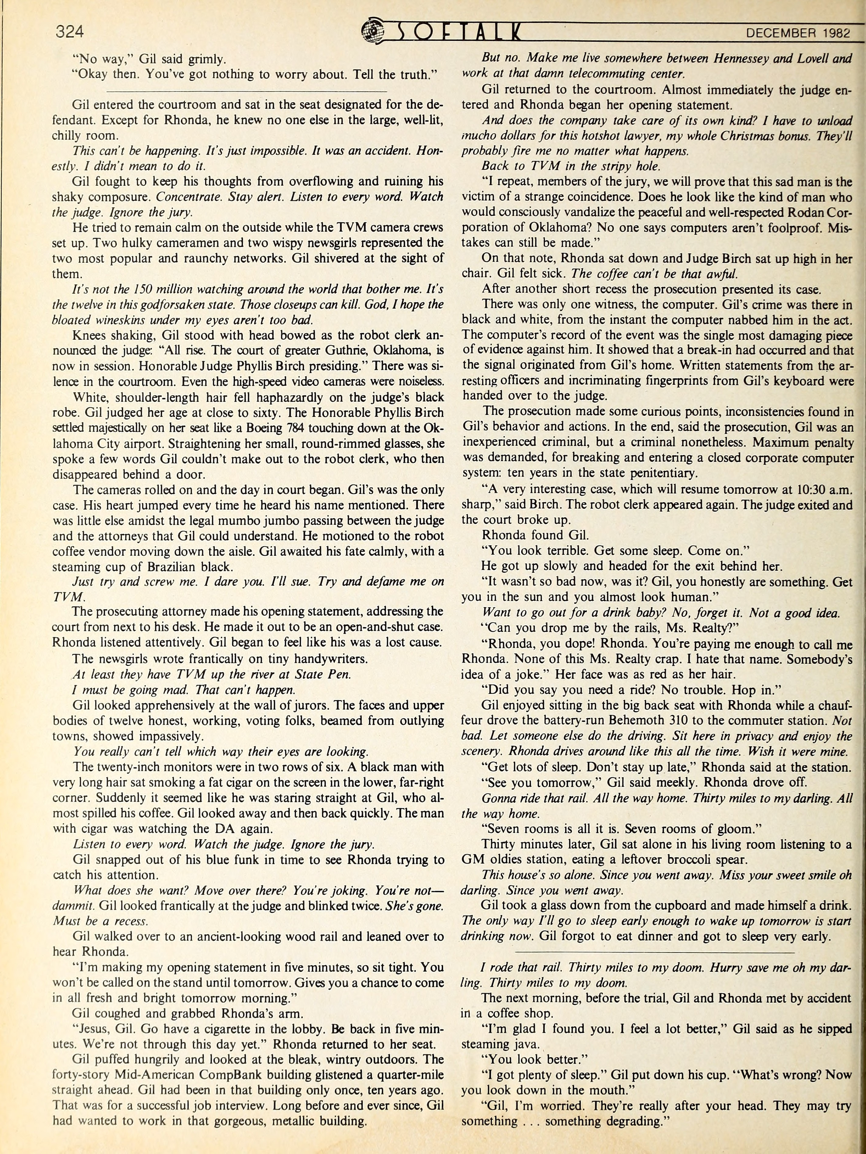 324
SOFTALK
DECEMBER 1982
“No way,” Gil said grimly.
“Okay then. You’ve got nothing to worry about. Tell the truth.”
Gil entered the courtroom and sat in the seat designated for the de-
fendant. Except for Rhonda, he knew no one else in the large, well-lit,
chilly room.
This can’t be happening. It’s just impossible. It was an accident. Hon-
estly. I didn’t mean to do it.
Gil fought to keep his thoughts from overflowing and ruining his
shaky composure. Concentrate. Stay alert. Listen to every word. Watch
the judge. Ignore the jury.
He tried to remain calm on the outside while the TVM camera crews
set up. Two hulky cameramen and two wispy newsgirls represented the
two most popular and raunchy networks. Gil shivered at the sight of
them.
It’s not the 150 million watching around the world that bother me. It’s
the twelve in this godforsaken state. Those closeups can kill. God, I hope the
bloated wineskins under my eyes aren’t too bad.
Knees shaking, Gil stood with head bowed as the robot clerk an-
nounced the judge: “All rise. The court of greater Guthrie, Oklahoma, is
now in session. Honorable Judge Phyllis Birch presiding.” There was si-
lence in the courtroom. Even the high-speed video cameras were noiseless.
White, shoulder-length hair fell haphazardly on the judge’s black
robe. Gil judged her age at close to sixty. The Honorable Phyllis Birch
settled majestically on her seat like a Boeing 784 touching down at the Ok-
lahoma City airport. Straightening her small, round-rimmed glasses, she
spoke a few words Gil couldn’t make out to the robot clerk, who then
disappeared behind a door.
The cameras rolled on and the day in court began. Gil’s was the only
case. His heart jumped every time he heard his name mentioned. There
was little else amidst the legal mumbo jumbo passing between the judge
and the attorneys that Gil could understand. He motioned to the robot
coffee vendor moving down the aisle. Gil awaited his fate calmly, with a
steaming cup of Brazilian black.
Just try and screw me. I dare you. I’ll sue. Try and defame me on
TVM.
The prosecuting attorney made his opening statement, addressing the
court from next to his desk. He made it out to be an open-and-shut case.
Rhonda listened attentively. Gil began to feel like his was a lost cause.
The newsgirls wrote frantically on tiny handywriters.
At least they have TVM up the river at State Pen.
I must be going mad. That can’t happen.
Gil looked apprehensively at the wall of jurors. The faces and upper
bodies of twelve honest, working, voting folks, beamed from outlying
towns, showed impassively.
You really can’t tell which way their eyes are looking.
The twenty-inch monitors were in two rows of six. A black man with
very long hair sat smoking a fat cigar on the screen in the lower, far-right
corner. Suddenly it seemed like he was staring straight at Gil, who al-
most spilled his coffee. Gil looked away and then back quickly. The man
with cigar was watching the DA again.
Listen to every word. Watch the judge. Ignore the jury.
Gil snapped out of his blue funk in time to see Rhonda trying to
catch his attention.
What does she want? Move over there? You’re joking. You’re not—
dammit. Gil looked frantically at the judge and blinked twice. She’s gone.
Must be a recess.
Gil walked over to an ancient-looking wood rail and leaned over to
hear Rhonda.
“I’m making my opening statement in five minutes, so sit tight. You
won’t be called on the stand until tomorrow. Gives you a chance to come
in all fresh and bright tomorrow morning.”
Gil coughed and grabbed Rhonda’s arm.
“Jesus, Gil. Go have a cigarette in the lobby. Be back in five min-
utes. We’re not through this day yet.” Rhonda returned to her seat.
Gil puffed hungrily and looked at the bleak, wintry outdoors. The
forty-story Mid-American CompBank building glistened a quarter-mile
straight ahead. Gil had been in that building only once, ten years ago.
That was for a successful job interview. Long before and ever since, Gil
had wanted to work in that gorgeous, metallic building.
But no. Make me live somewhere between Hennessey and Lovell and
work at that damn telecommuting center.
Gil returned to the courtroom. Almost immediately the judge en-
tered and Rhonda began her opening statement.
And does the company take care of its own kind? I have to unload
mucho dollars for this hotshot lawyer, my whole Christmas bonus. They’ll
probably fire me no matter what happens.
Back to TVM in the stripy hole.
“I repeat, members of the jury, we will prove that this sad man is the
victim of a strange coincidence. Does he look like the kind of man who
would consciously vandalize the peaceful and well-respected Rodan Cor-
poration of Oklahoma? No one says computers aren’t foolproof. Mis-
takes can still be made.”
On that note, Rhonda sat down and Judge Birch sat up high in her
chair. Gil felt sick. The coffee can’t be that awful.
After another short recess the prosecution presented its case.
There was only one witness, the computer. Gil’s crime was there in
black and white, from the instant the computer nabbed him in the act.
The computer’s record of the event was the single most damaging piece
of evidence against him. It showed that a break-in had occurred and that
the signal originated from Gil’s home. Written statements from the ar-
resting officers and incriminating fingerprints from Gil’s keyboard were
handed over to the judge.
The prosecution made some curious points, inconsistencies found in
Gil’s behavior and actions. In the end, said the prosecution, Gil was an
inexperienced criminal, but a criminal nonetheless. Maximum penalty
was demanded, for breaking and entering a closed corporate computer
system: ten years in the state penitentiary.
“A very interesting case, which will resume tomorrow at 10:30 a.m.
sharp,” said Birch. The robot clerk appeared again. The judge exited and
the court broke up.
Rhonda found Gil.
“You look terrible. Get some sleep. Come on.”
He got up slowly and headed for the exit behind her.
“It wasn’t so bad now, was it? Gil, you honestly are something. Get
you in the sun and you almost look human.”
Want to go out for a drink baby? No, forget it. Not a good idea.
“Can you drop me by the rails, Ms. Realty?”
“Rhonda, you dope! Rhonda. You’re paying me enough to call me
Rhonda. None of this Ms. Realty crap. I hate that name. Somebody’s
idea of a joke.” Her face was as red as her hair.
“Did you say you need a ride? No trouble. Hop in.”
Gil enjoyed sitting in the big back seat with Rhonda while a chauf-
feur drove the battery-run Behemoth 310 to the commuter station. Not
bad. Let someone else do the driving. Sit here in privacy and enjoy the
scenery. Rhonda drives around like this all the time. Wish it were mine.
“Get lots of sleep. Don’t stay up late,” Rhonda said at the station.
“See you tomorrow,” Gil said meekly. Rhonda drove off.
Gonna ride that rail. All the way home. Thirty miles to my darling. All
the way home.
“Seven rooms is all it is. Seven rooms of gloom.”
Thirty minutes later, Gil sat alone in his living room listening to a
GM oldies station, eating a leftover broccoli spear.
This house’s so alone. Since you went away. Miss your sweet smile oh
darling. Since you went away.
Gil took a glass down from the cupboard and made himself a drink.
The only way I’ll go to sleep early enough to wake up tomorrow is start
drinking now. Gil forgot to eat dinner and got to sleep very early.
I rode that rail. Thirty miles to my doom. Hurry save me oh my dar-
ling. Thirty miles to my doom.
The next morning, before the trial, Gil and Rhonda met by accident
in a coffee shop.
“I’m glad I found you. I feel a lot better,” Gil said as he sipped
steaming java.
“You look better.”
“I got plenty of sleep.” Gil put down his cup. “What’s wrong? Now
you look down in the mouth.”
“Gil, I’m worried. They’re really after your head. They may try
something . . . something degrading.”